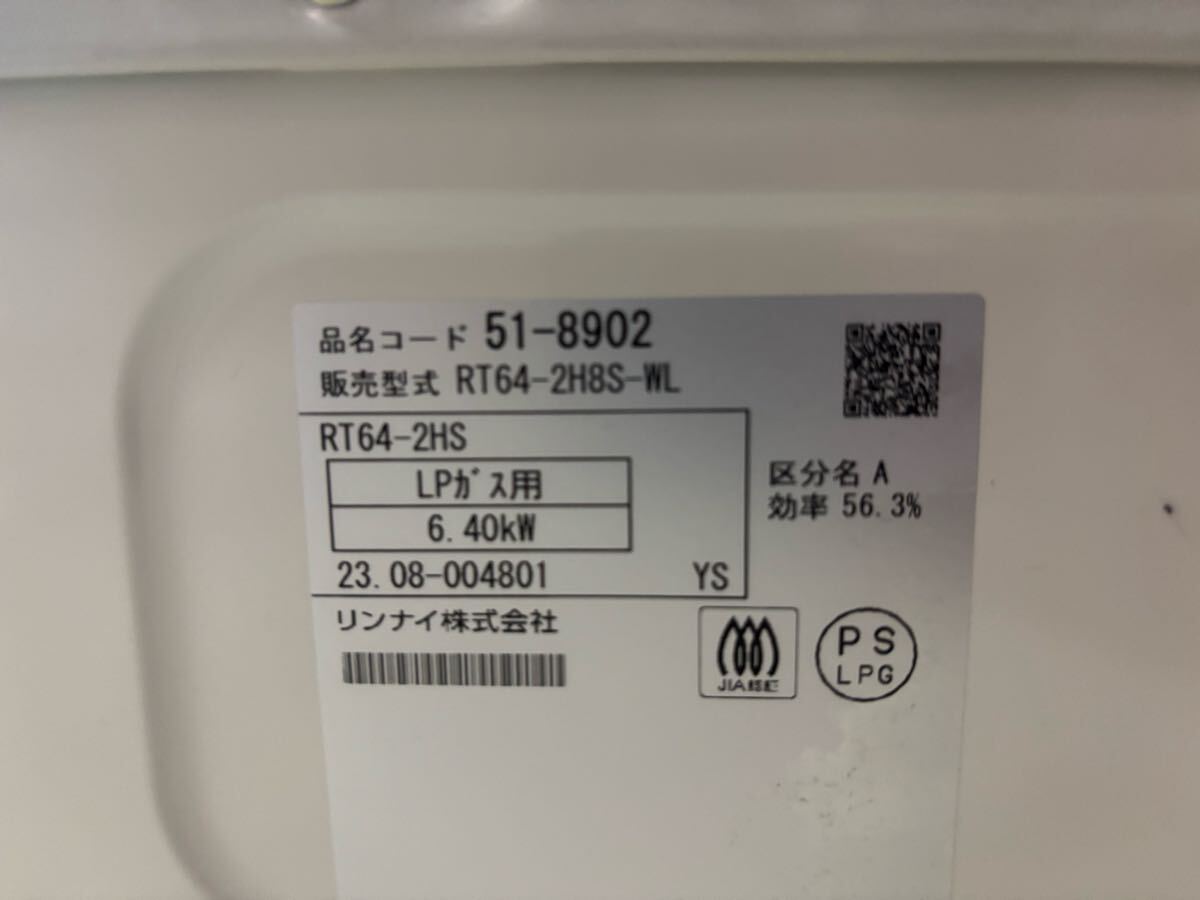 品名コード 51-8902
販売型式 RT64-2H8S-WL
RT64-2HS
LPガス用
6.40kW
23.08-004801 YS
区分名 A
効率 56.3%
リンナイ株式会社
JIA認証
PS
LPG